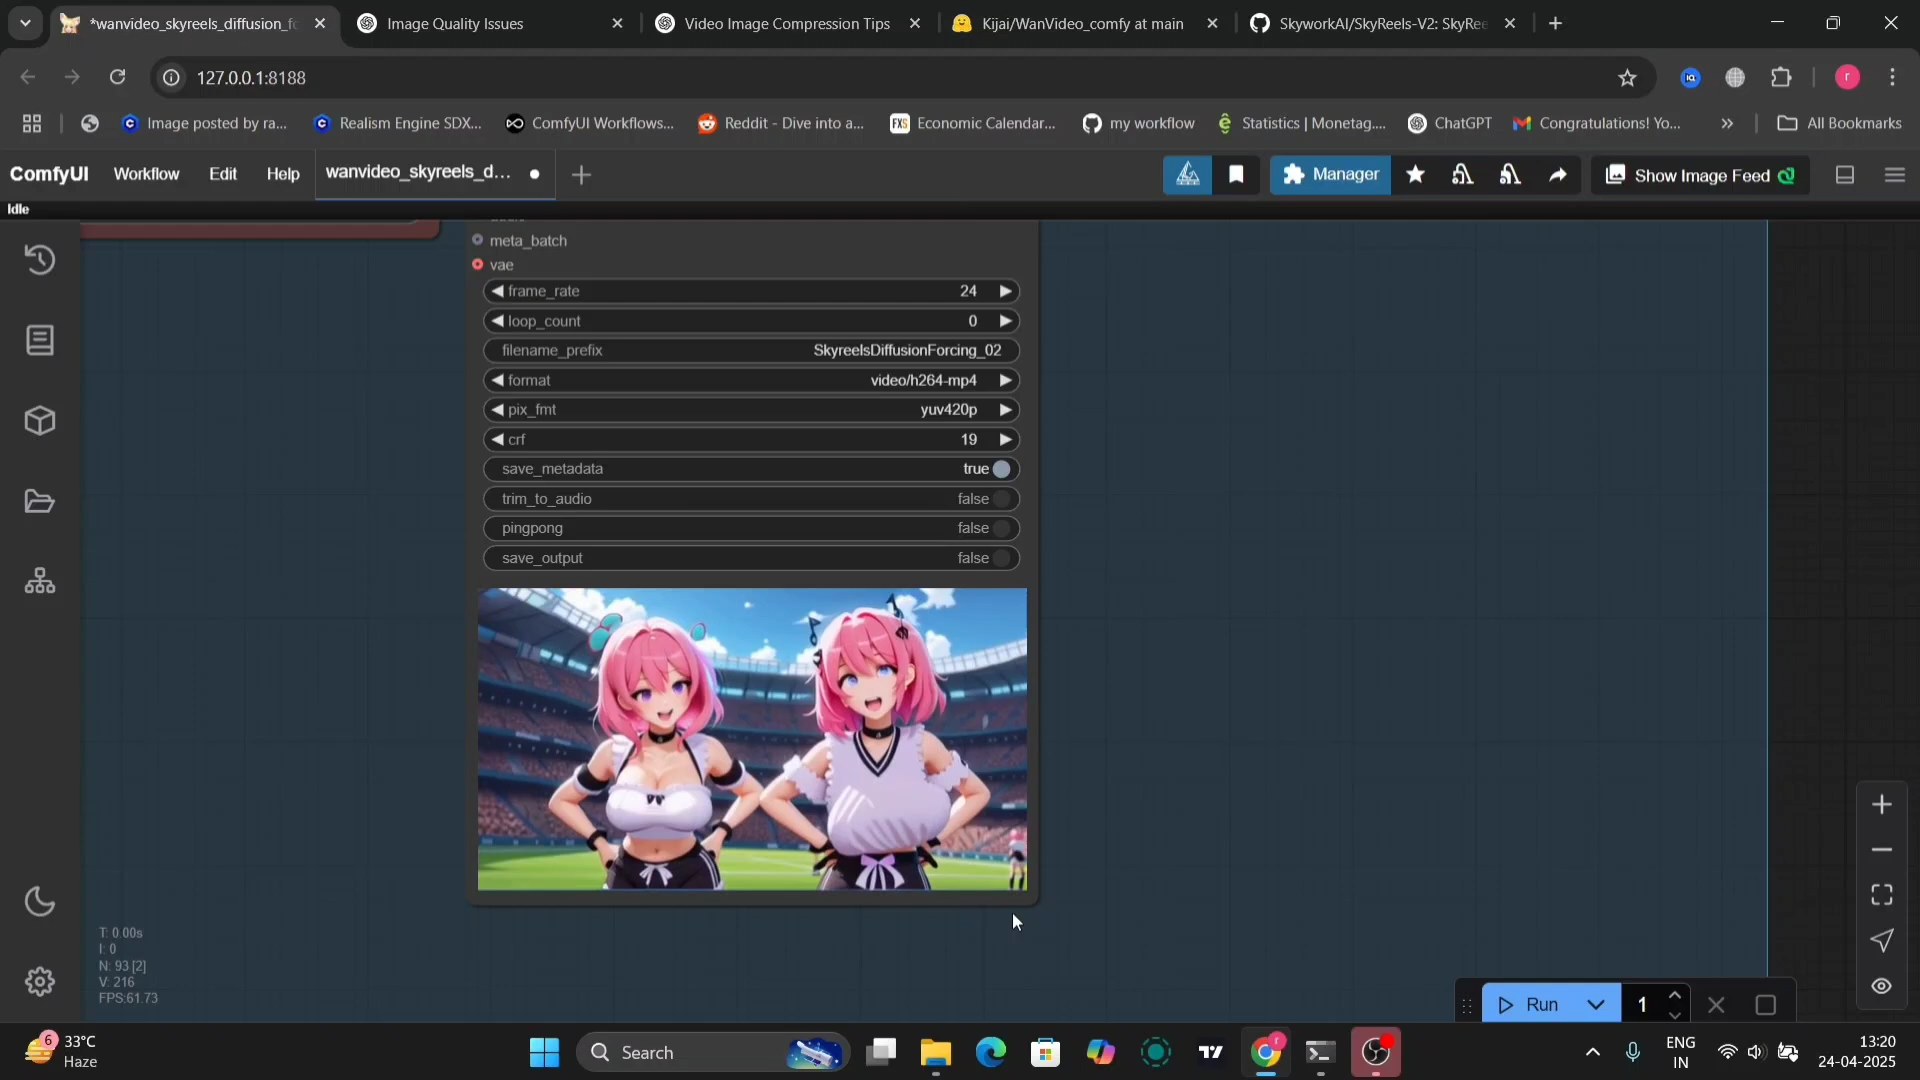 *wanvideo_skyreels_diffusion_fo
Image Quality Issues
Video Image Compression Tips
Kijai/WanVideo_comfy at main
SkyworkAI/SkyReels-V2: SkyRee
127.0.0.1:8188
r
Image posted by ra...
Realism Engine SDX...
ComfyUI Workflows...
Reddit - Dive into a...
FXS
Economic Calendar...
my workflow
Statistics | Monetag....
ChatGPT
Congratulations! Yo...
All Bookmarks
ComfyUI
Workflow
Edit
Help
wanvideo_skyreels_d...
Manager
Show Image Feed
Idle
meta_batch
vae
frame_rate 24
loop_count 0
filename_prefix SkyreelsDiffusionForcing_02
format video/h264-mp4
pix_fmt yuv420p
crf 19
save_metadata true
trim_to_audio false
pingpong false
save_output false
T: 0.00s
I: 0
N: 93 [2]
V: 216
FPS:61.73
Run
1
6
33°C
Haze
Search
r
ENG
IN
13:20
24-04-2025